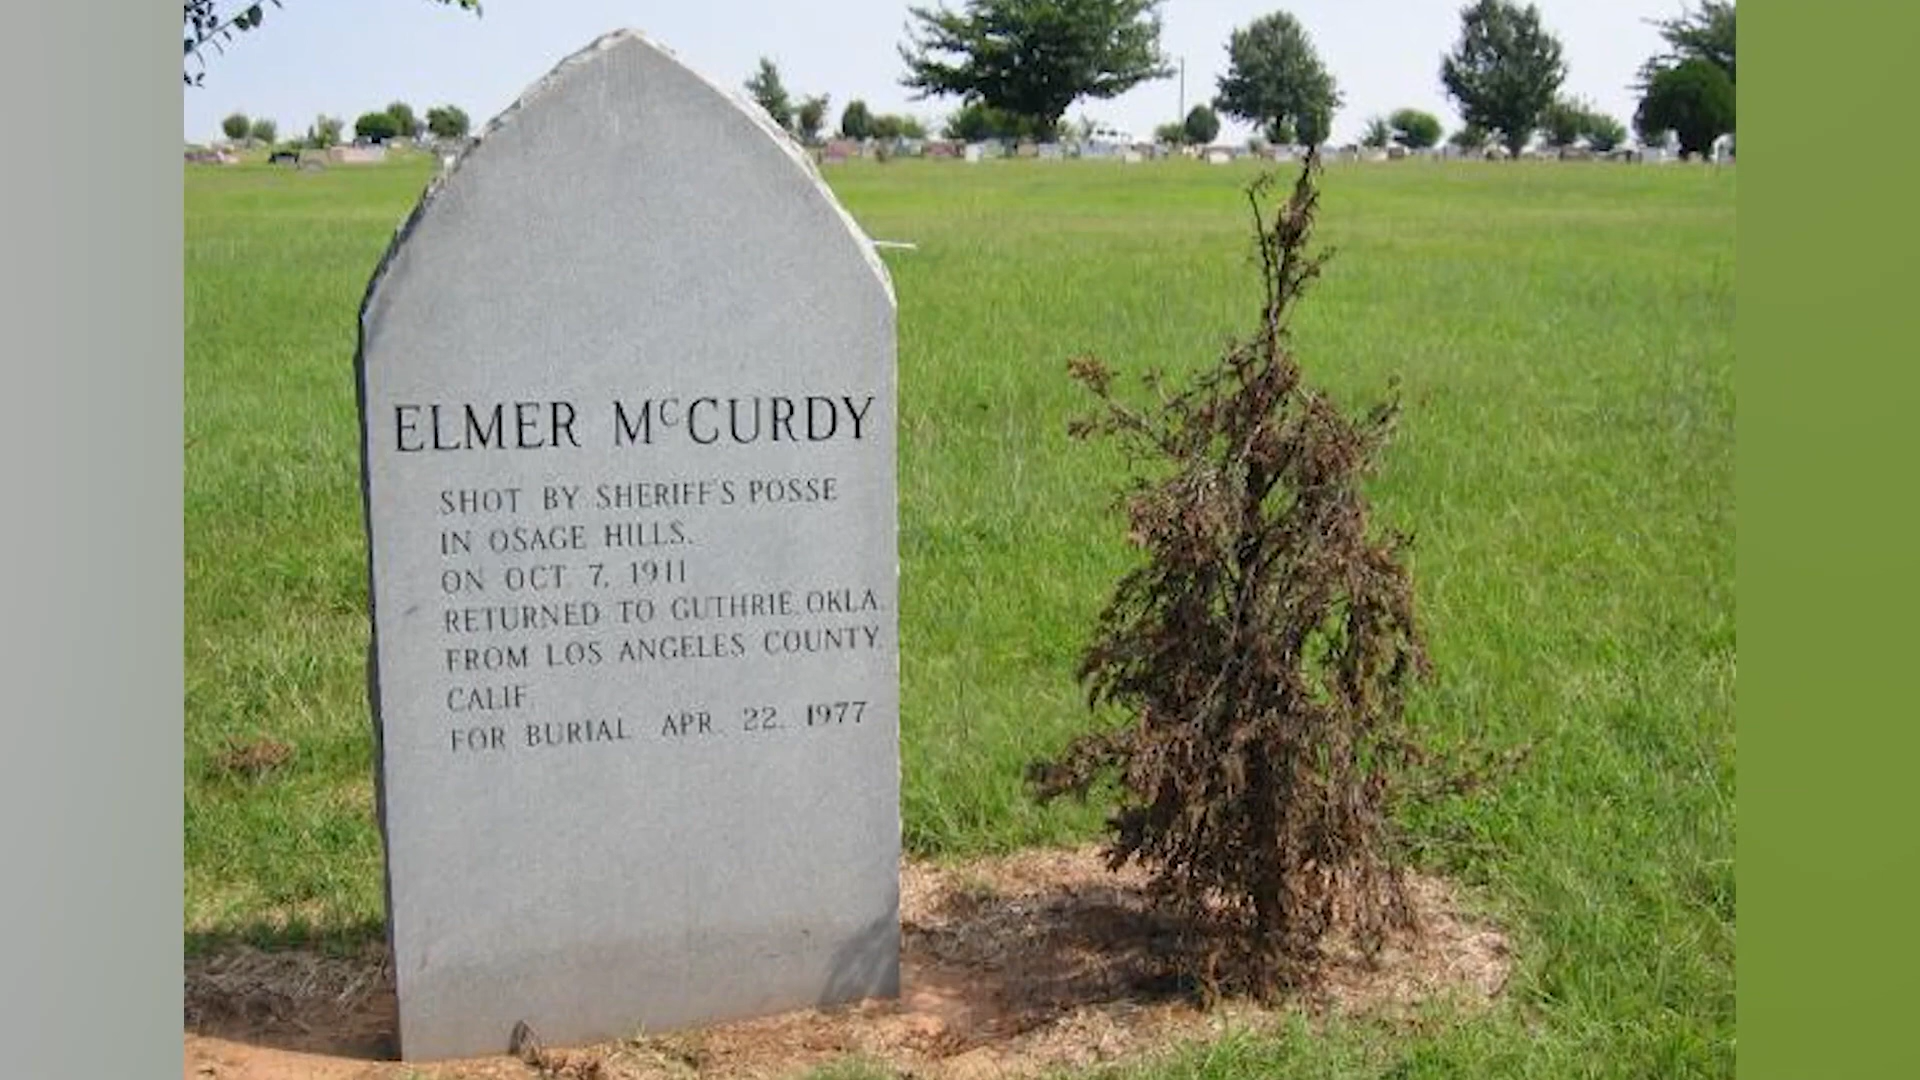 ELMER McCURDY
SHOT BY SHERIFF'S POSSE
IN OSAGE HILLS.
ON OCT 7, 1911
RETURNED TO GUTHRIE, OKLA.
FROM LOS ANGELES COUNTY,
CALIF.
FOR BURIAL APR. 22, 1977